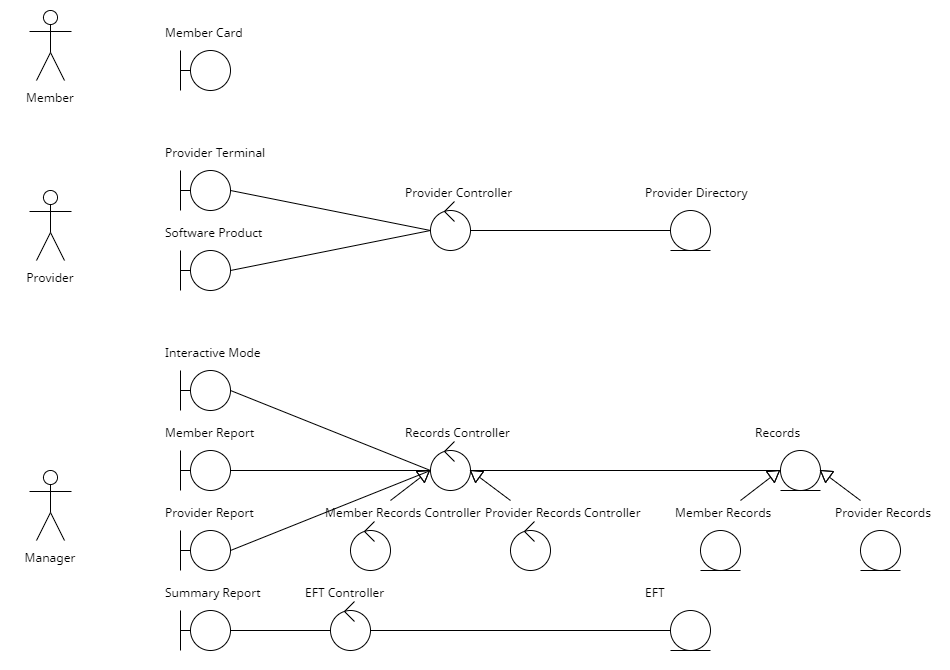 Member Card
Member
Provider Terminal
Provider Controller
Provider Directory
Software Product
Provider
Interactive Mode
Member Report
Records Controller
Records
Provider Report
Member Records Controller
Provider Records Controller
Member Records
Provider Records
Manager
Summary Report
EFT Controller
EFT